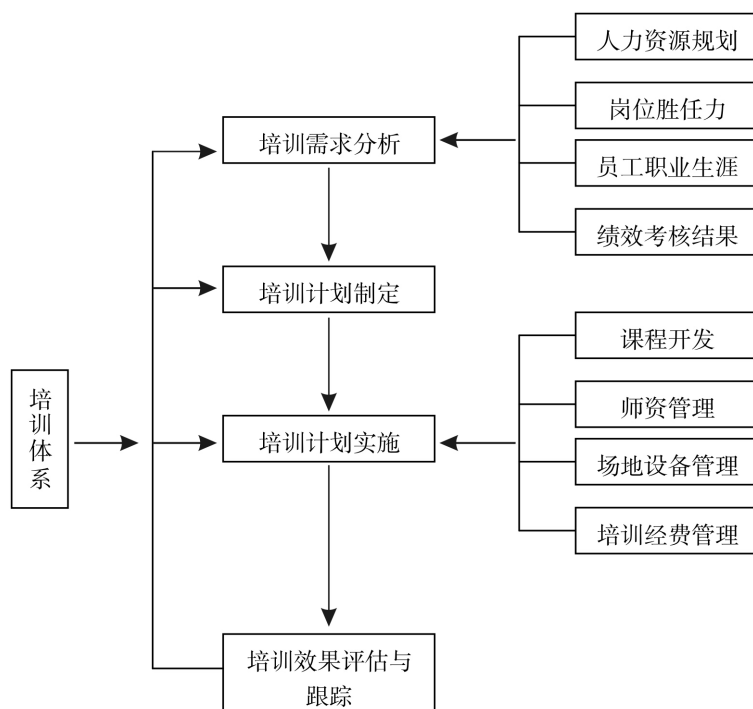 人力资源规划
岗位胜任力
培训需求分析
员工职业生涯
绩效考核结果
培训计划制定
课程开发
培训体系
师资管理
培训计划实施
场地设备管理
培训经费管理
培训效果评估与
跟踪